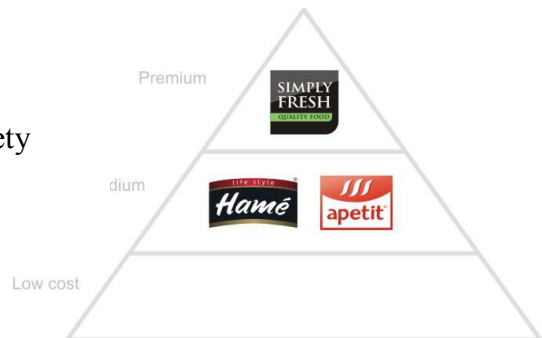 Premium
SIMPLY
FRESH
QUALITY FOOD
ety
dium
life style
Hamé
apetit
Low cost